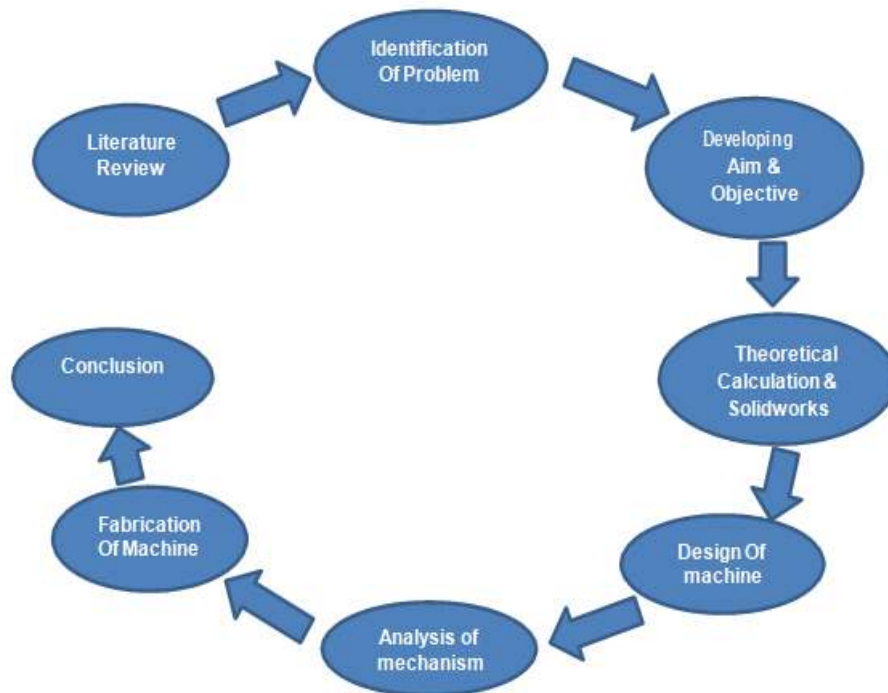 Literature
Review
Identification
Of Problem
Developing
Aim &
Objective
Theoretical
Calculation &
Solidworks
Design Of
machine
Analysis of
mechanism
Fabrication
Of Machine
Conclusion